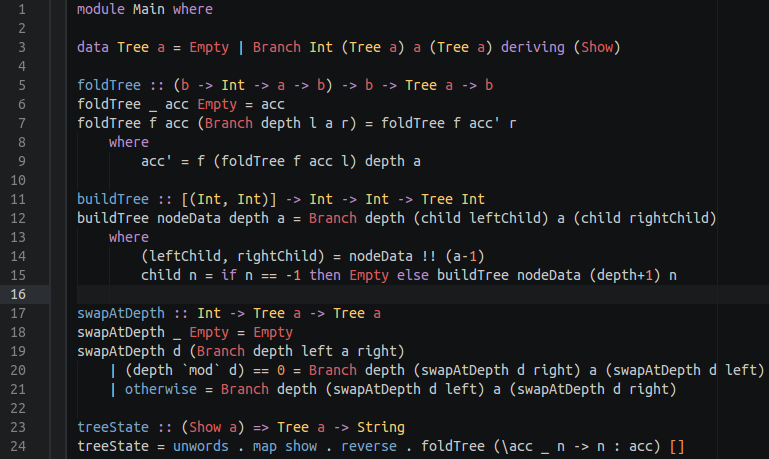 1 module Main where
2
3 data Tree a = Empty | Branch Int (Tree a) a (Tree a) deriving (Show)
4
5 foldTree :: (b -> Int -> a -> b) -> b -> Tree a -> b
6 foldTree _ acc Empty = acc
7 foldTree f acc (Branch depth l a r) = foldTree f acc' r
8     where
9         acc' = f (foldTree f acc l) depth a
10
11 buildTree :: [(Int, Int)] -> Int -> Int -> Tree Int
12 buildTree nodeData depth a = Branch depth (child leftChild) a (child rightChild)
13     where
14         (leftChild, rightChild) = nodeData !! (a-1)
15         child n = if n == -1 then Empty else buildTree nodeData (depth+1) n
16
17 swapAtDepth :: Int -> Tree a -> Tree a
18 swapAtDepth _ Empty = Empty
19 swapAtDepth d (Branch depth left a right)
20     | (depth `mod` d) == 0 = Branch depth (swapAtDepth d right) a (swapAtDepth d left)
21     | otherwise = Branch depth (swapAtDepth d left) a (swapAtDepth d right)
22
23 treeState :: (Show a) => Tree a -> String
24 treeState = unwords . map show . reverse . foldTree (\acc _ n -> n : acc) []